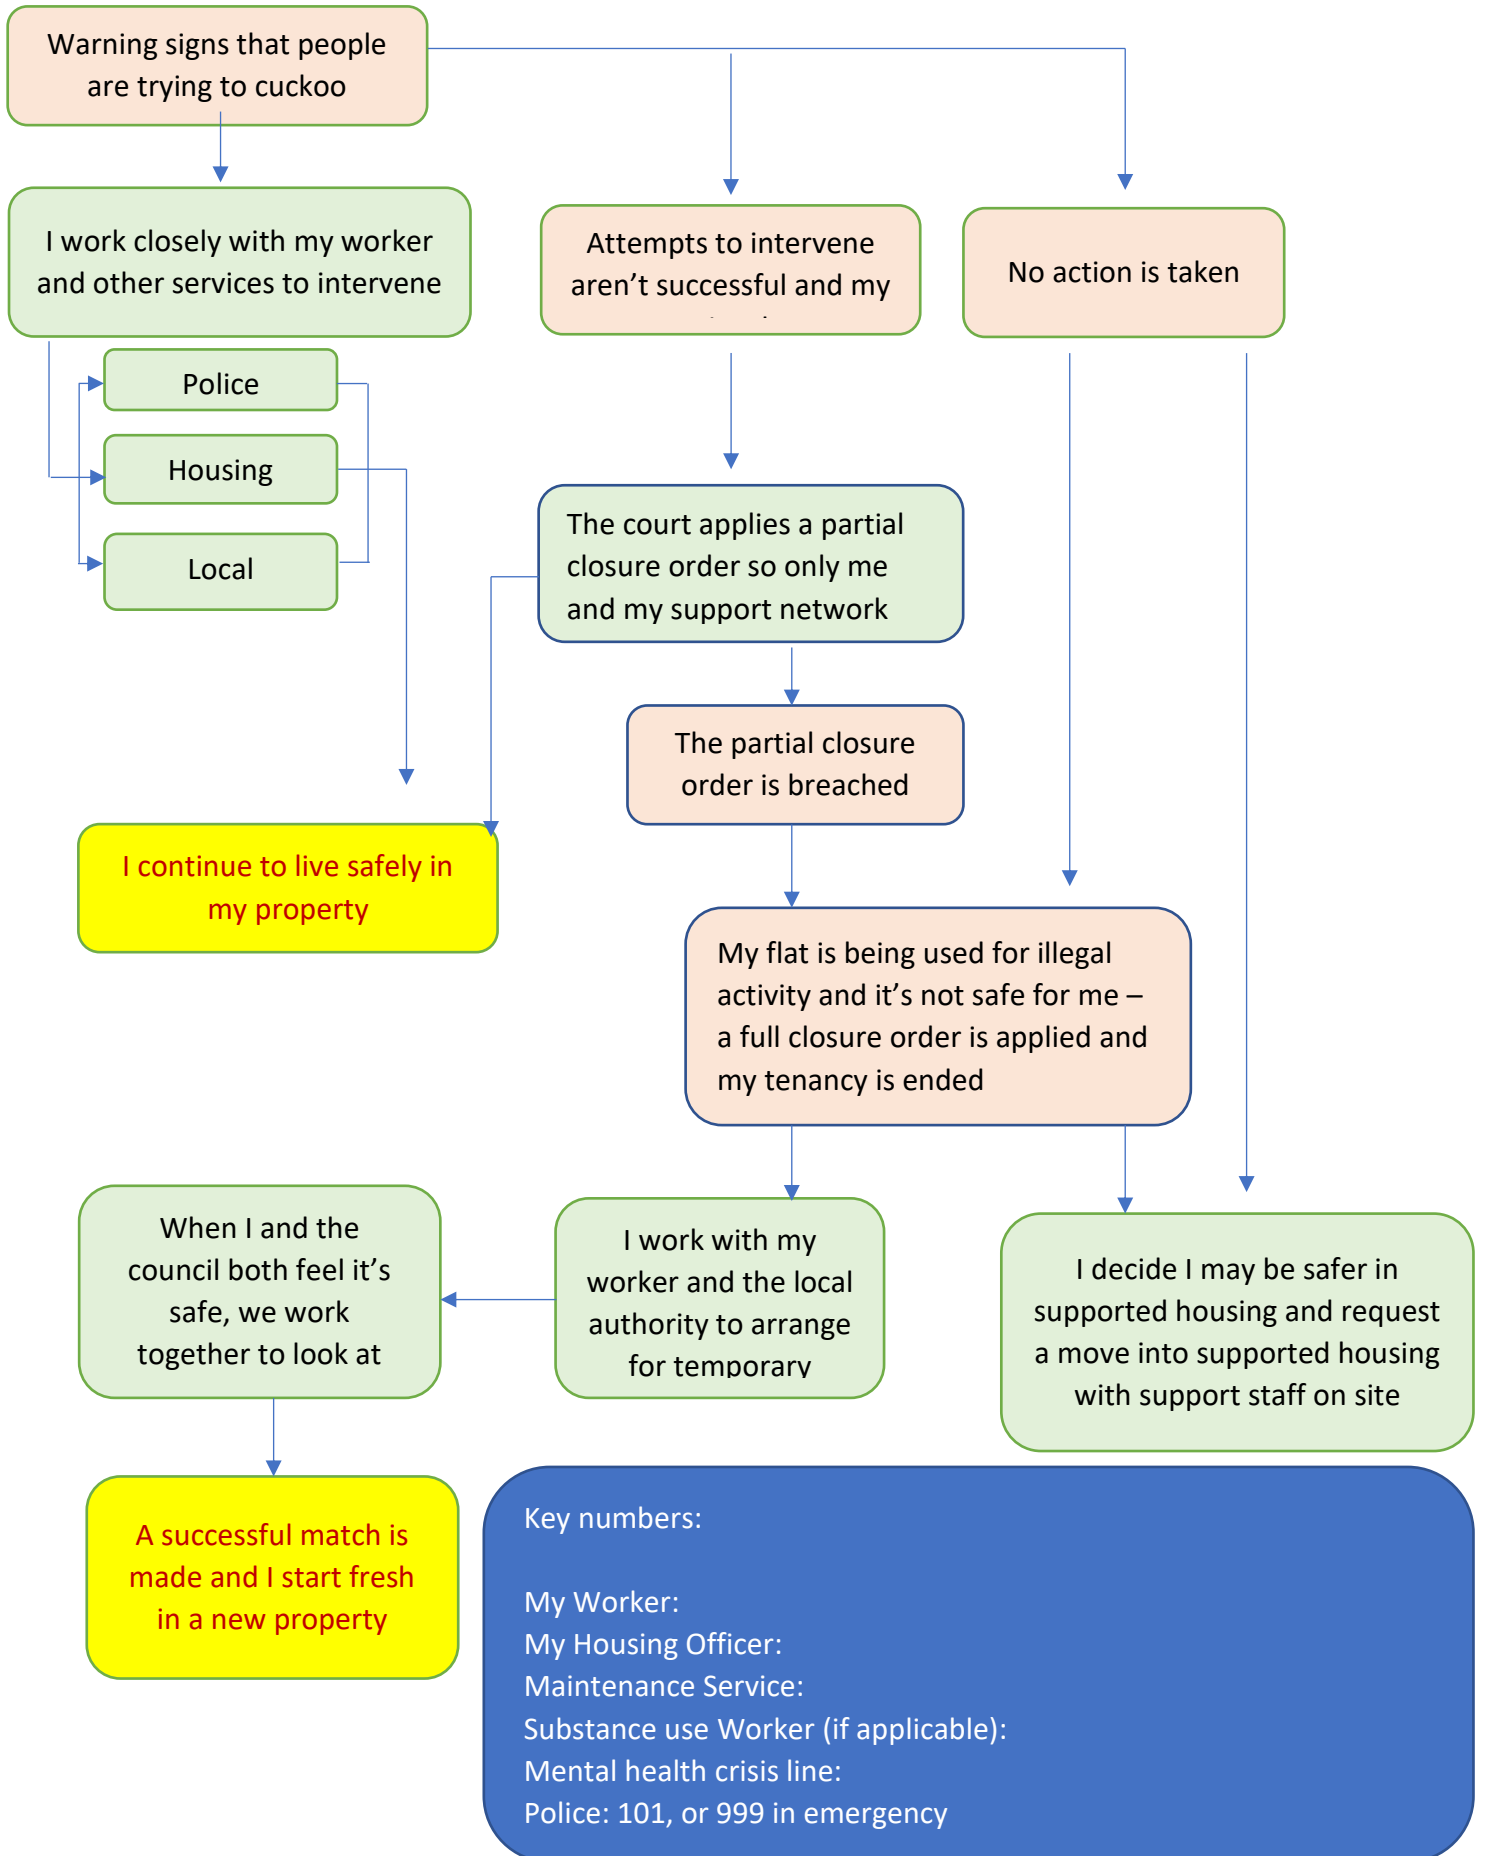 Warning signs that people
are trying to cuckoo
I work closely with my worker
and other services to intervene
Attempts to intervene
aren’t successful and my
No action is taken
Police
Housing
Local
The court applies a partial
closure order so only me
and my support network
The partial closure
order is breached
I continue to live safely in
my property
My flat is being used for illegal
activity and it’s not safe for me –
a full closure order is applied and
my tenancy is ended
When I and the
council both feel it’s
safe, we work
together to look at
I work with my
worker and the local
authority to arrange
for temporary
I decide I may be safer in
supported housing and request
a move into supported housing
with support staff on site
A successful match is
made and I start fresh
in a new property
Key numbers:
My Worker:
My Housing Officer:
Maintenance Service:
Substance use Worker (if applicable):
Mental health crisis line:
Police: 101, or 999 in emergency